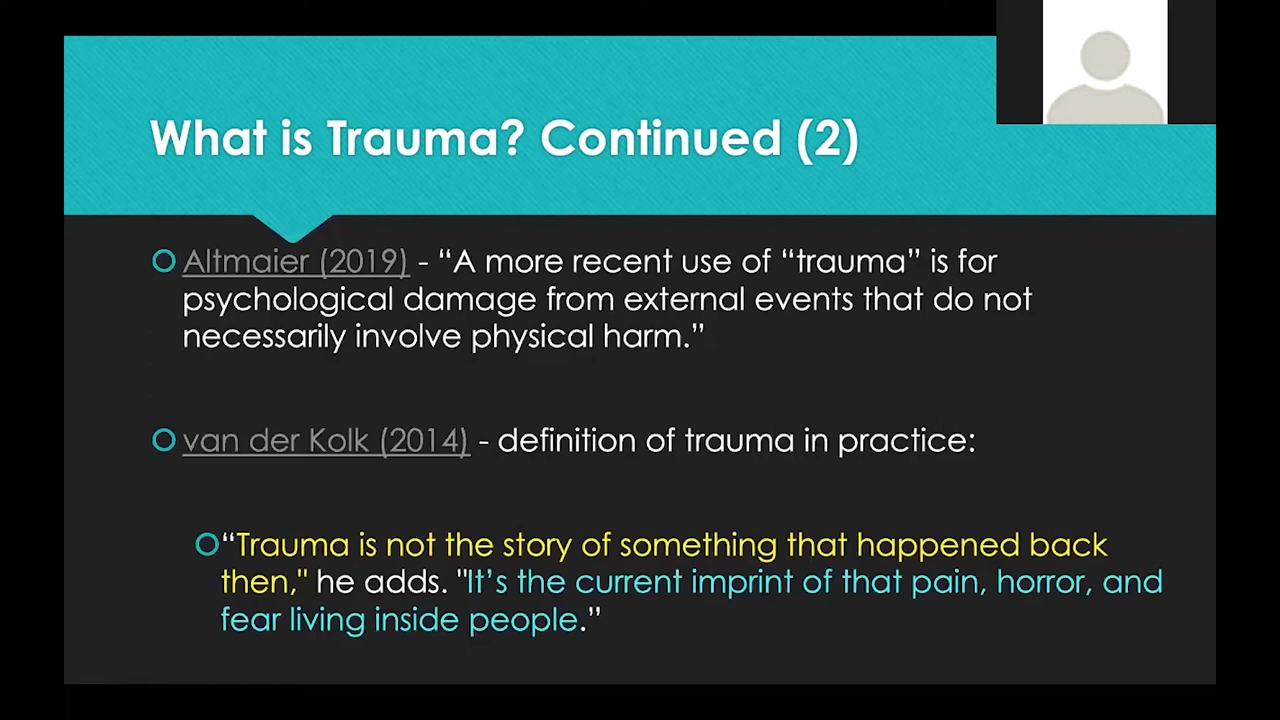 What is Trauma? Continued (2)
Altmaier (2019) - “A more recent use of “trauma” is for
psychological damage from external events that do not
necessarily involve physical harm.”
van der Kolk (2014) - definition of trauma in practice:
“Trauma is not the story of something that happened back
then," he adds. "It’s the current imprint of that pain, horror, and
fear living inside people.”